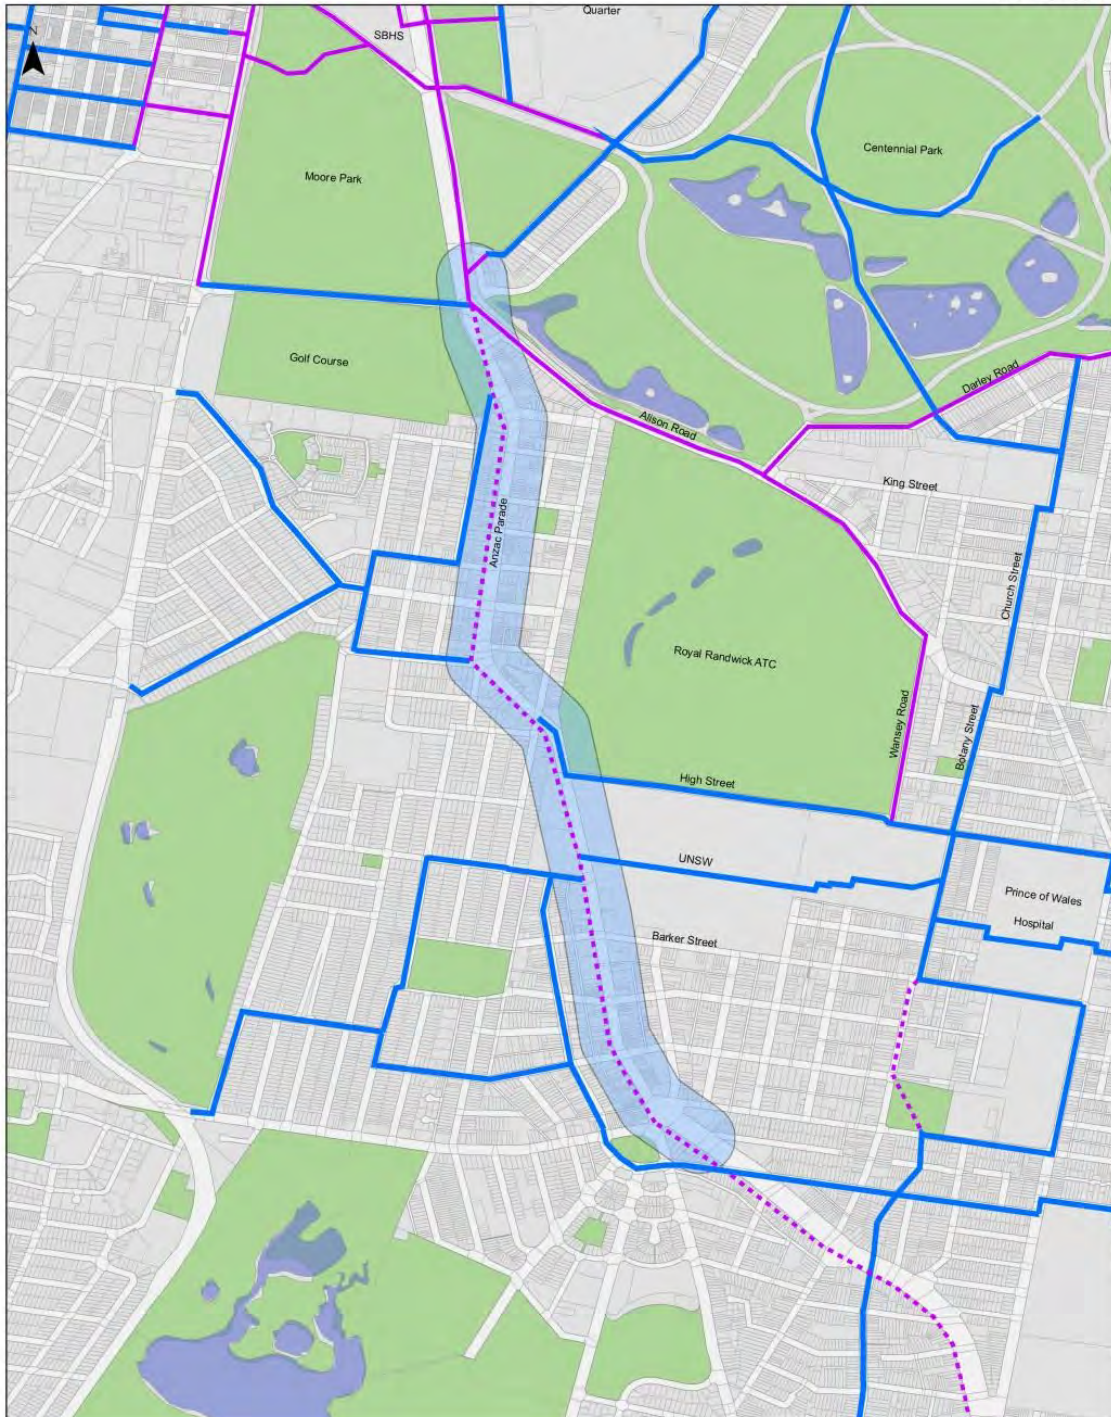 Quarter
SBHS
N
Centennial Park
Moore Park
Golf Course
Darley Road
Alison Road
King Street
Anzac Parade
Church Street
Royal Randwick ATC
Wansey Road
Botany Street
High Street
UNSW
Prince of Wales
Hospital
Barker Street